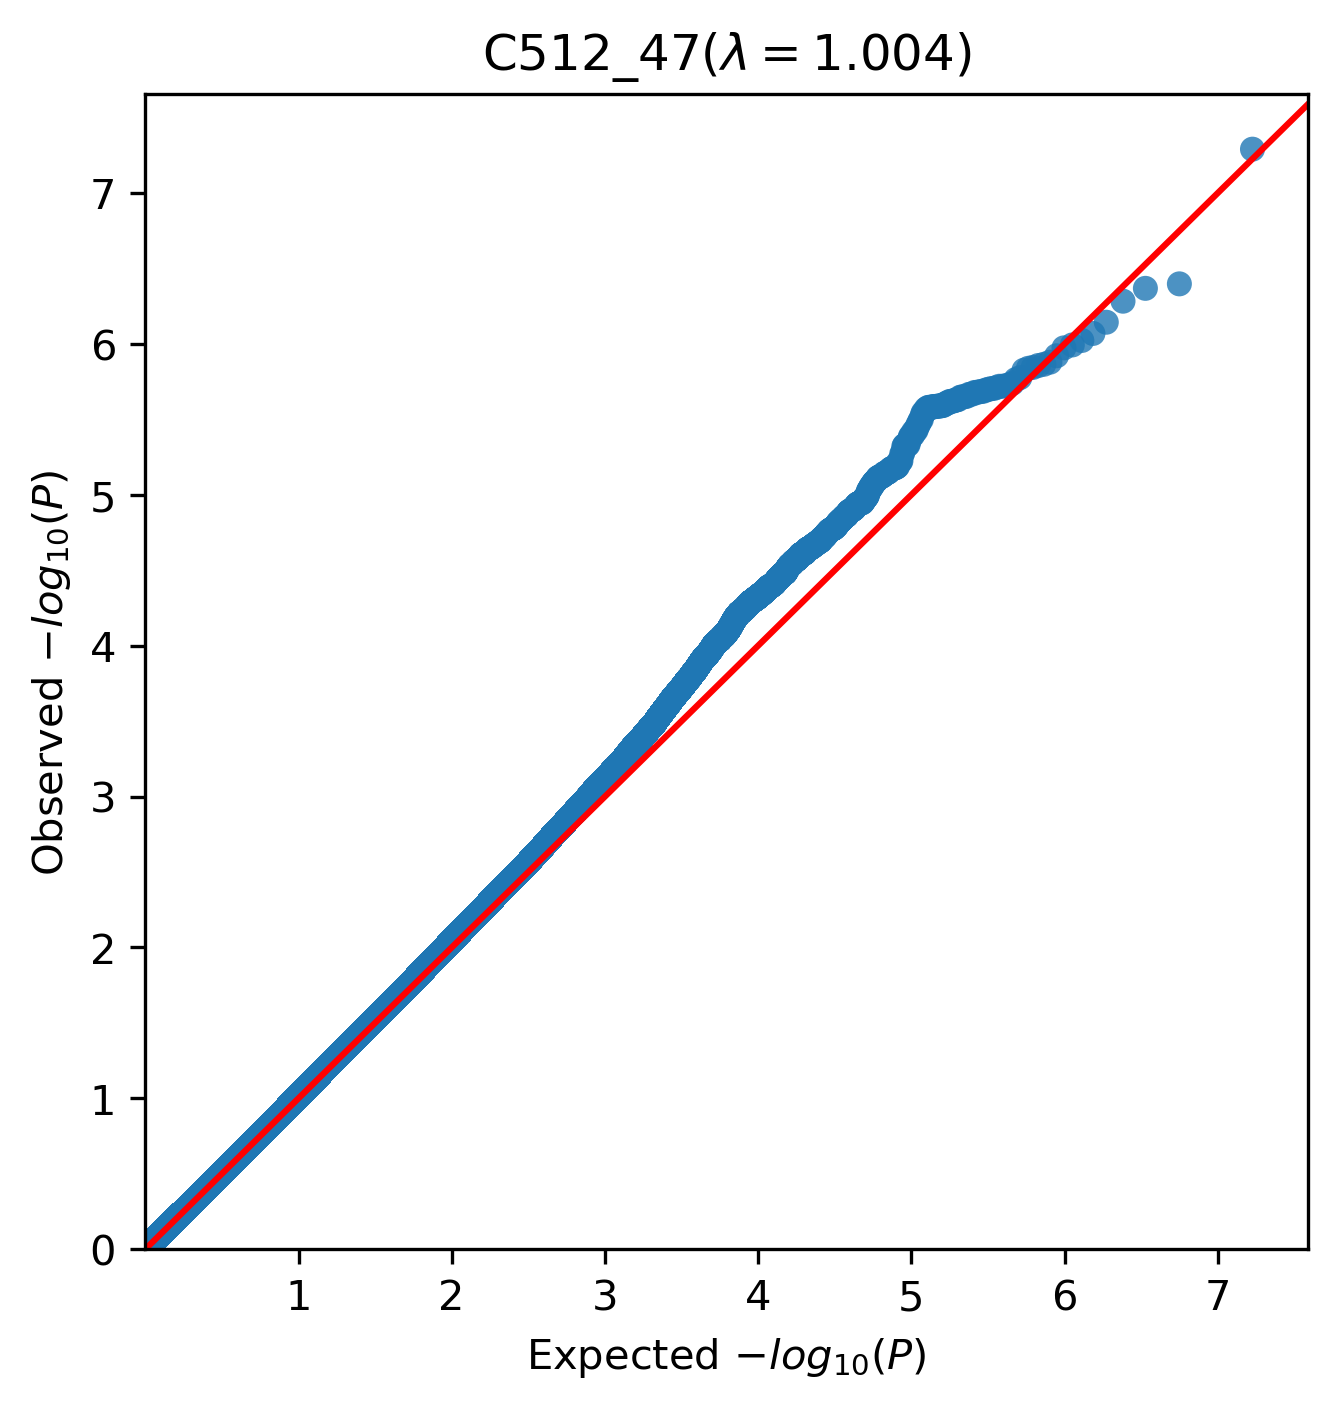 C512_47(λ = 1.004)
Observed −log₁₀(P)
7
6
5
4
3
2
1
0
1 2 3 4 5 6 7
Expected −log₁₀(P)